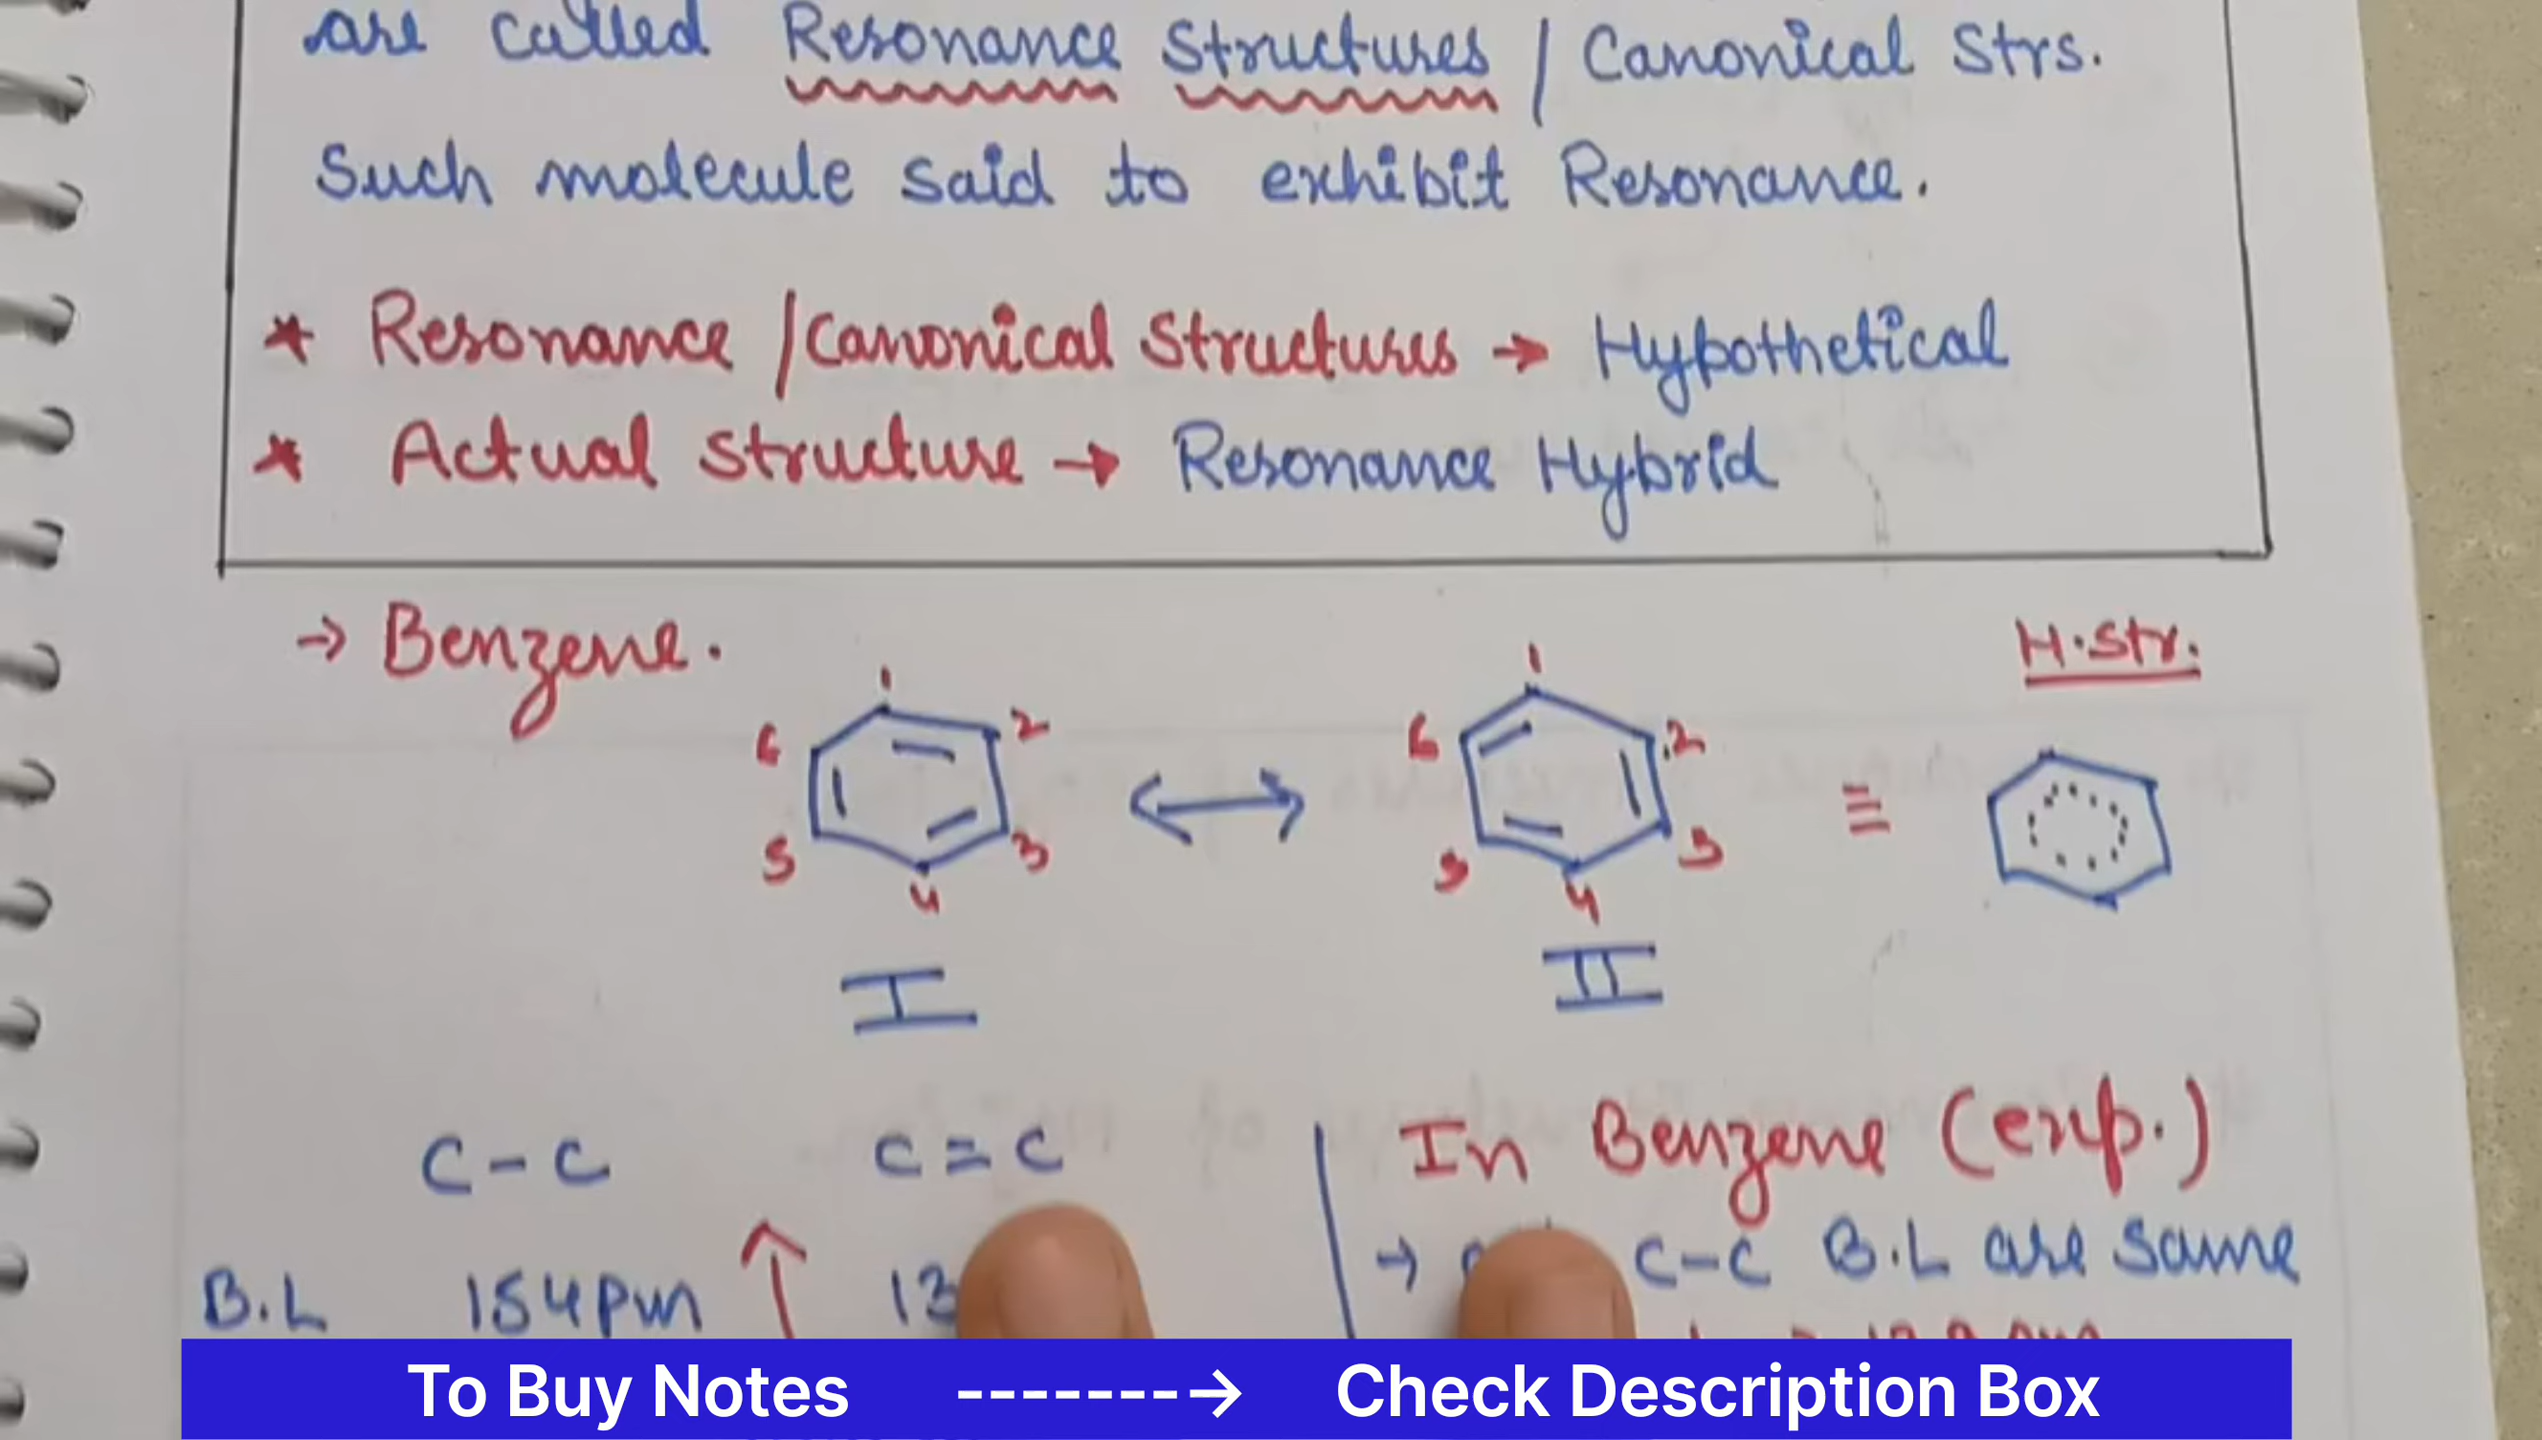 are called Resonance Structures / Canonical Strs.
Such molecule said to exhibit Resonance.
* Resonance / Canonical Structures → Hypothetical
* Actual structure → Resonance Hybrid
→ Benzene.
H.Str.
1 2 3 4 5 6
1 2 3 4 5 6
↔ ≡
I II
C-C C=C
In Benzene (exp.)
→ C-C B.L are same
B.L 154pm ↑
To Buy Notes -------→ Check Description Box